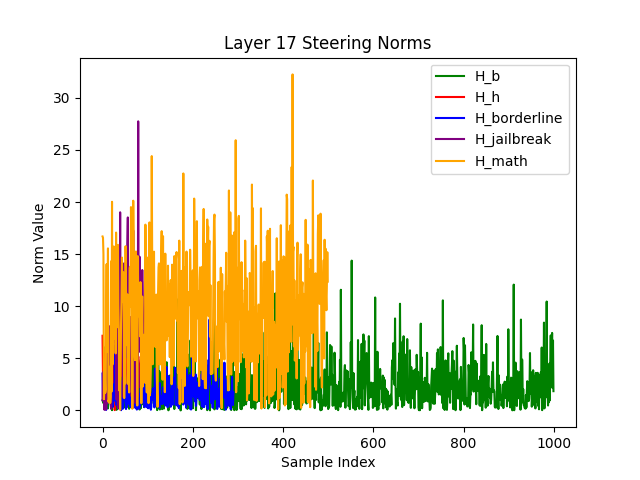 Layer 17 Steering Norms
H_b
H_h
H_borderline
H_jailbreak
H_math
Norm Value
30
25
20
15
10
5
0
0 200 400 600 800 1000
Sample Index